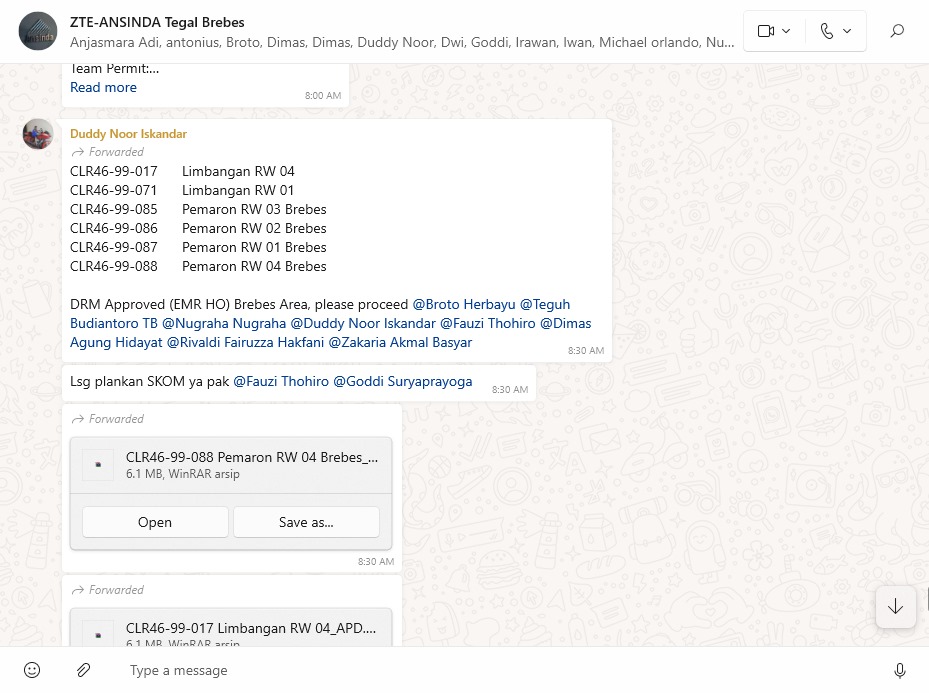 ZTE-ANSINDA Tegal Brebes
Anjasmara Adi, antonius, Broto, Dimas, Dimas, Duddy Noor, Dwi, Goddi, Irawan, Iwan, Michael orlando, Nu...
Team Permit:...
Read more
8:00 AM
Duddy Noor Iskandar
Forwarded
CLR46-99-017 Limbangan RW 04
CLR46-99-071 Limbangan RW 01
CLR46-99-085 Pemaron RW 03 Brebes
CLR46-99-086 Pemaron RW 02 Brebes
CLR46-99-087 Pemaron RW 01 Brebes
CLR46-99-088 Pemaron RW 04 Brebes
DRM Approved (EMR HO) Brebes Area, please proceed @Broto Herbayu @Teguh
Budiantoro TB @Nugraha Nugraha @Duddy Noor Iskandar @Fauzi Thohiro @Dimas
Agung Hidayat @Rivaldi Fairuzza Hakfani @Zakaria Akmal Basyar
8:30 AM
Lsg plankan SKOM ya pak @Fauzi Thohiro @Goddi Suryaprayoga
8:30 AM
Forwarded
CLR46-99-088 Pemaron RW 04 Brebes_...
6.1 MB, WinRAR arsip
Open
Save as...
8:30 AM
Forwarded
CLR46-99-017 Limbangan RW 04_APD....
6.1 MB, WinRAR arsip
Type a message